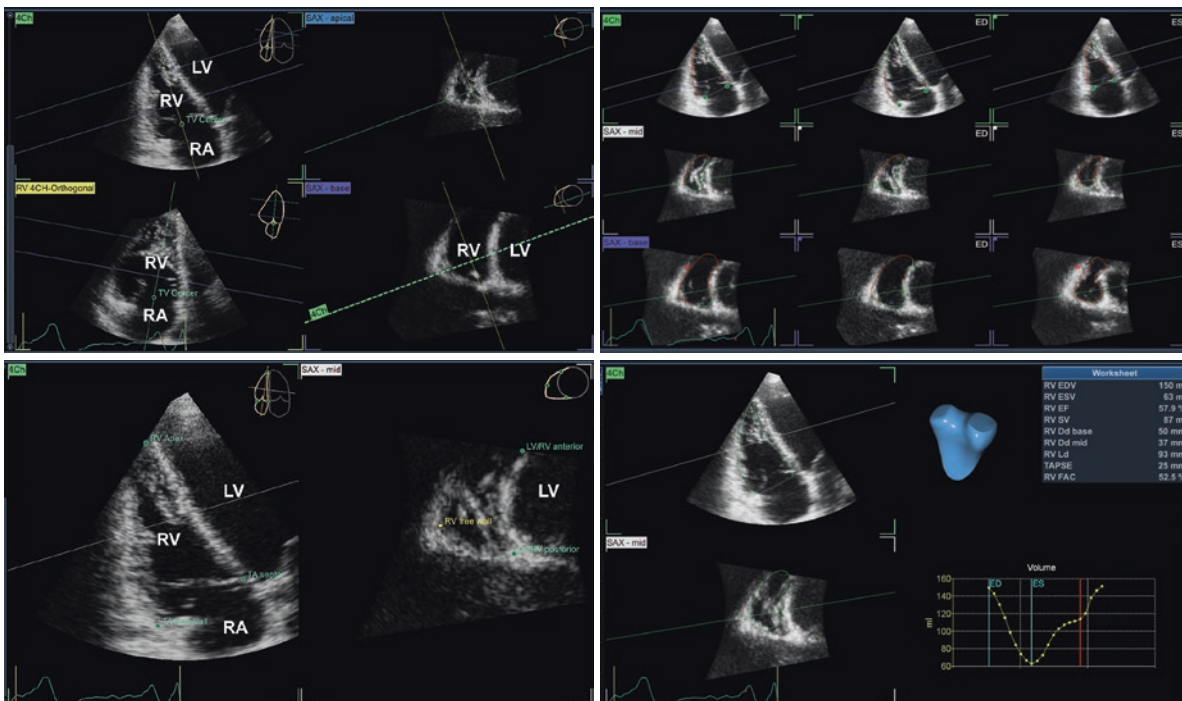 4Ch
SAX - apical
LV
RV
TV Center
RA
RV 4CH-Orthogonal
SAX - base
RV
TV Center
RA
RV
LV
4Ch
4Ch
ED
ES
SAX - mid
ED
ES
SAX - base
ED
ES
4Ch
SAX - mid
RV Apex
LV/RV anterior
LV
LV
RV
RV free wall
LV/RV posterior
RA
4Ch
Worksheet
RV EDV 150 m
RV ESV 63 m
RV EF 57.9 %
RV SV 87 m
RV Dd base 50 mm
RV Dd mid 37 mm
RV Ld 93 mm
TAPSE 25 mm
RV FAC 52.5 %
SAX - mid
Volume
ED
ES
160
140
120
100
80
60
ml